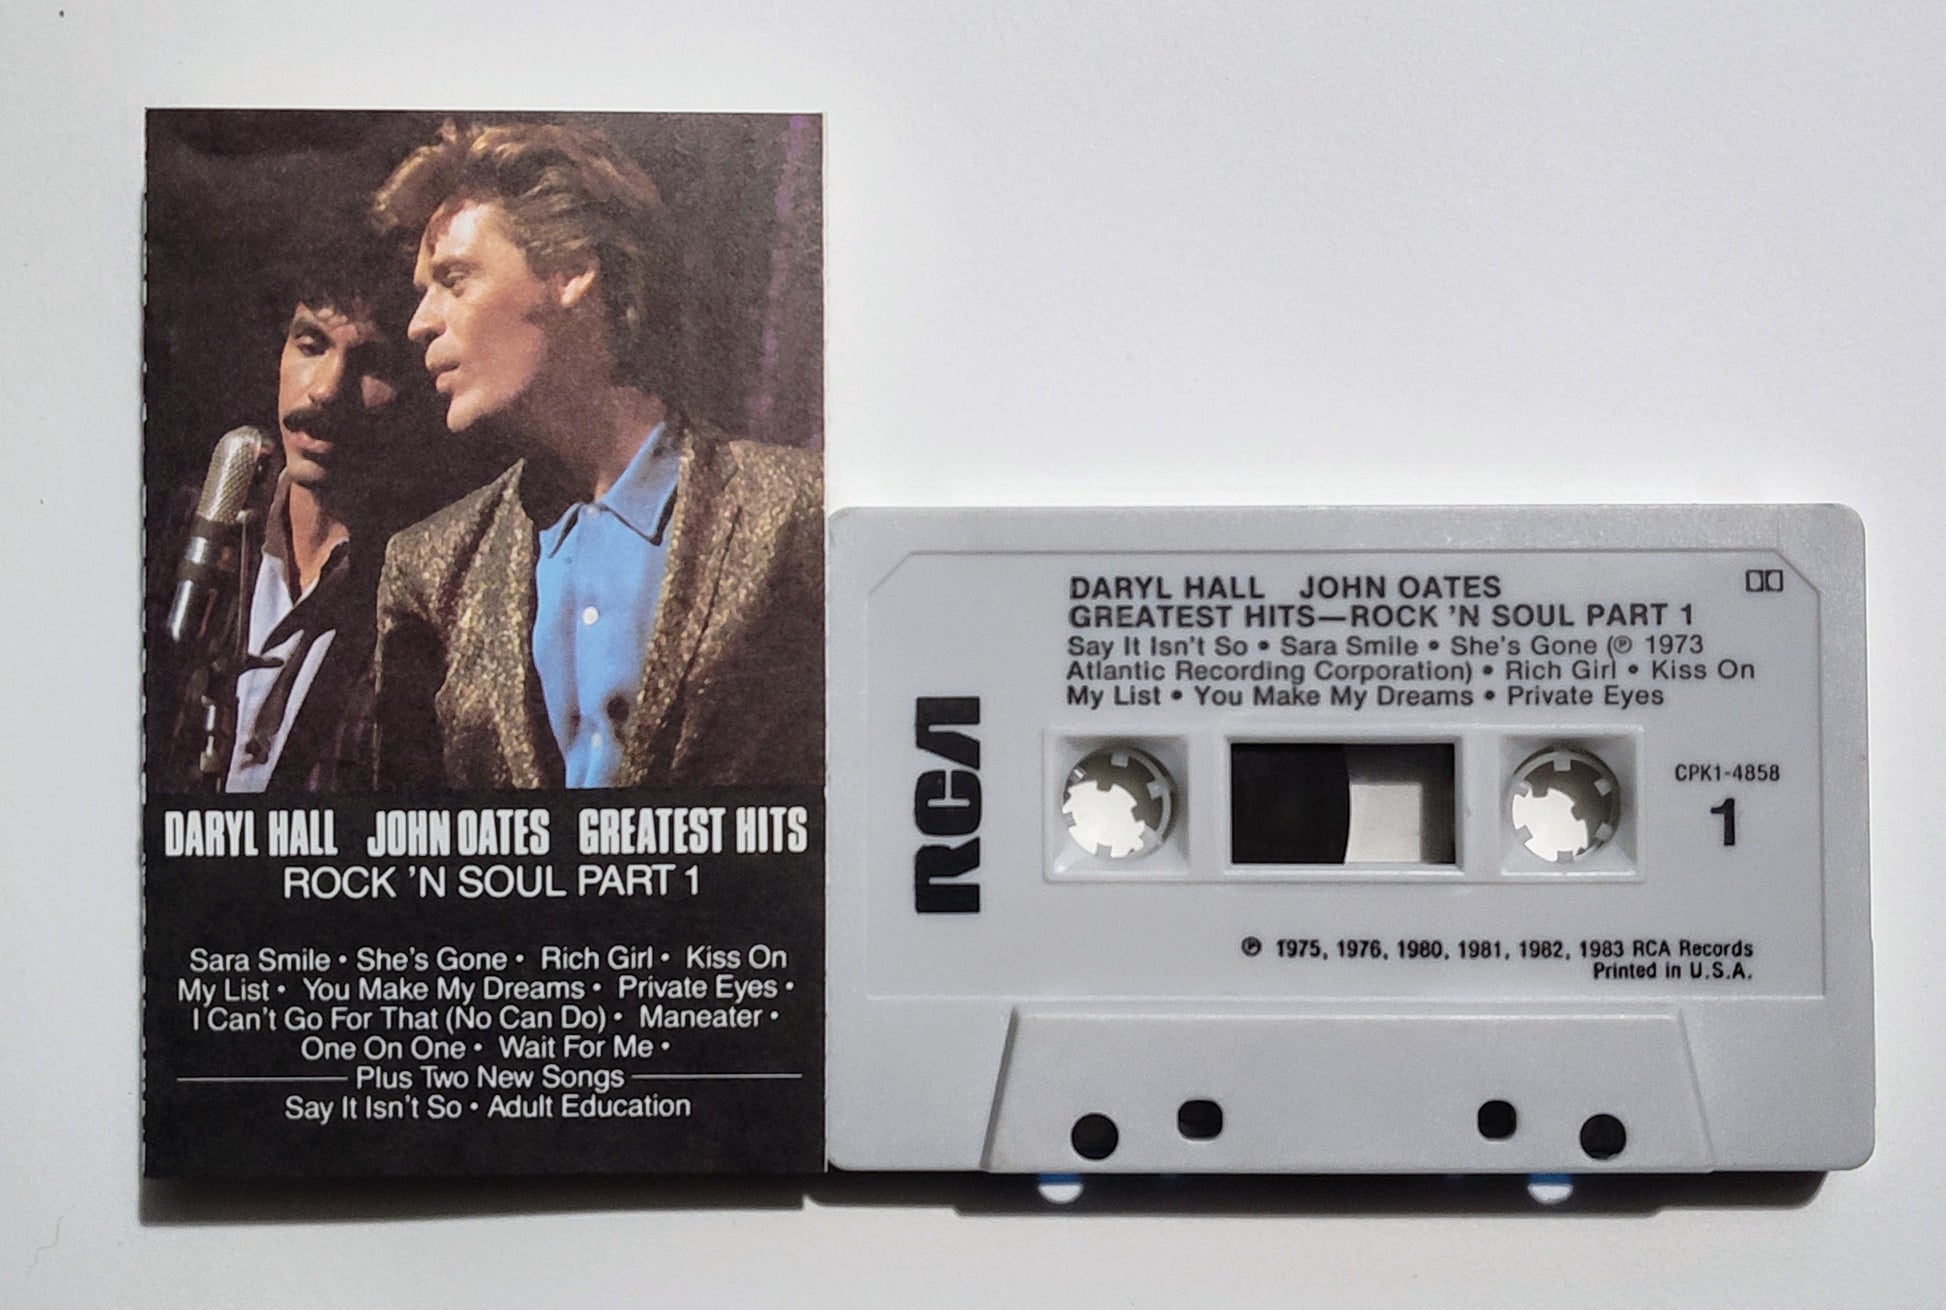 DARYL HALL JOHN OATES GREATEST HITS
ROCK 'N SOUL PART 1
Sara Smile • She's Gone • Rich Girl • Kiss On
My List • You Make My Dreams • Private Eyes •
I Can't Go For That (No Can Do) • Maneater •
One On One • Wait For Me •
Plus Two New Songs
Say It Isn't So • Adult Education
DARYL HALL JOHN OATES
GREATEST HITS—ROCK 'N SOUL PART 1
Say It Isn't So • Sara Smile • She's Gone (℗ 1973
Atlantic Recording Corporation) • Rich Girl • Kiss On
My List • You Make My Dreams • Private Eyes
RCA
CPK1-4858
1
℗ 1975, 1976, 1980, 1981, 1982, 1983 RCA Records
Printed in U.S.A.